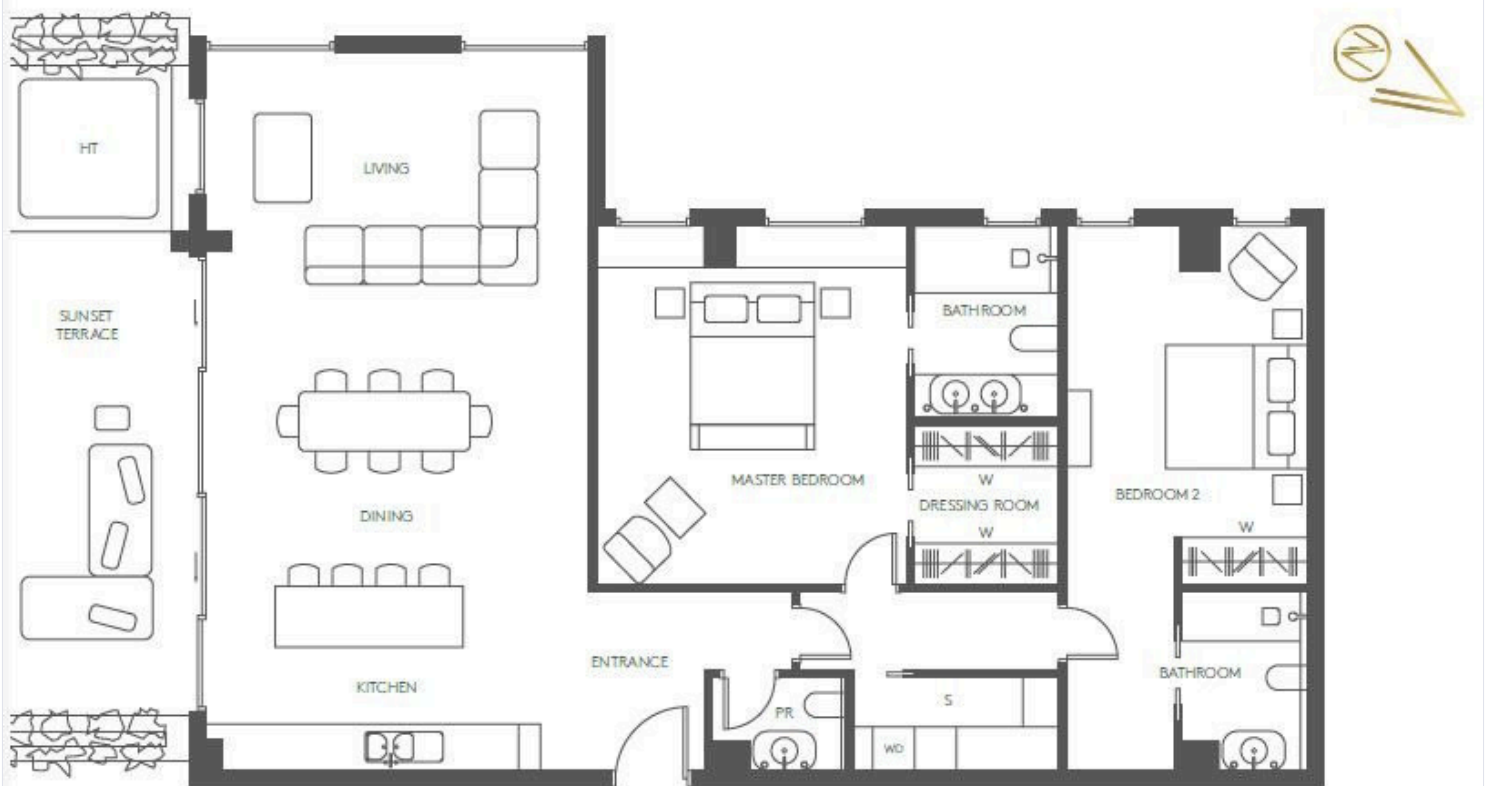 N
HT
LIVING
SUNSET
TERRACE
BATHROOM
MASTER BEDROOM
W
DRESSING ROOM
W
BEDROOM 2
W
DINING
ENTRANCE
KITCHEN
PR
S
WD
BATHROOM